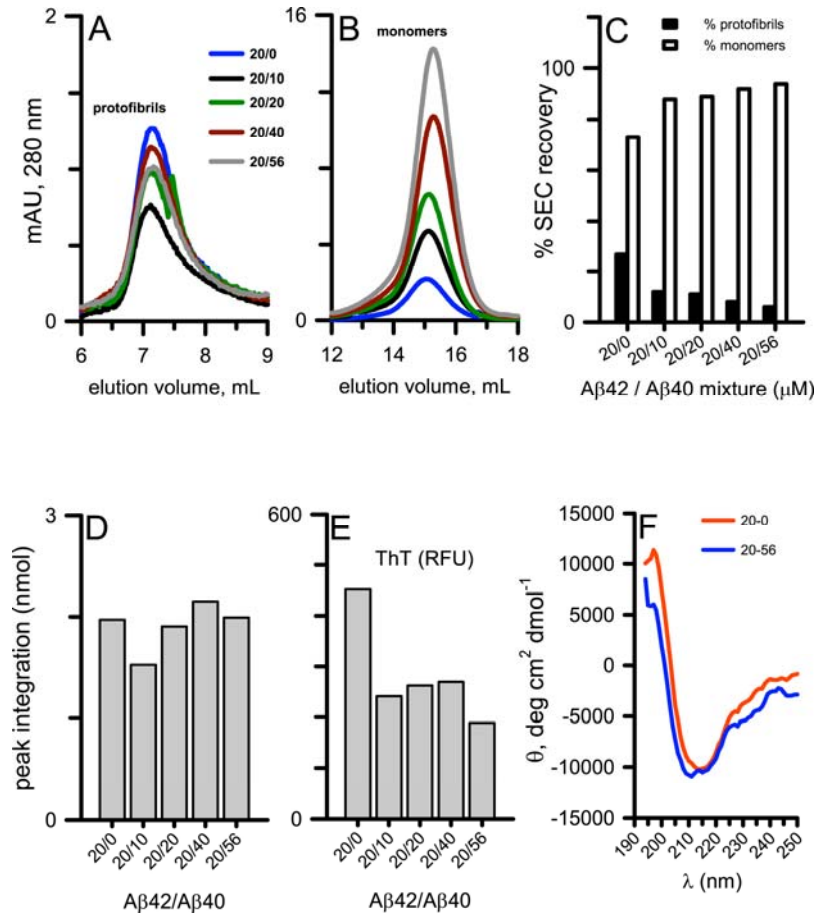 A
2
mAU, 280 nm
0
protofibrils
20/0
20/10
20/20
20/40
20/56
6 7 8 9
elution volume, mL
B
16
0
monomers
12 14 16 18
elution volume, mL
C
% protofibrils
% monomers
100
% SEC recovery
0
20/0 20/10 20/20 20/40 20/56
Aβ42 / Aβ40 mixture (μM)
D
3
peak integration (nmol)
0
20/0 20/10 20/20 20/40 20/56
Aβ42/Aβ40
E
600
ThT (RFU)
0
20/0 20/10 20/20 20/40 20/56
Aβ42/Aβ40
F
20-0
20-56
15000
10000
5000
0
-5000
-10000
-15000
θ, deg cm² dmol⁻¹
190 200 210 220 230 240 250
λ (nm)